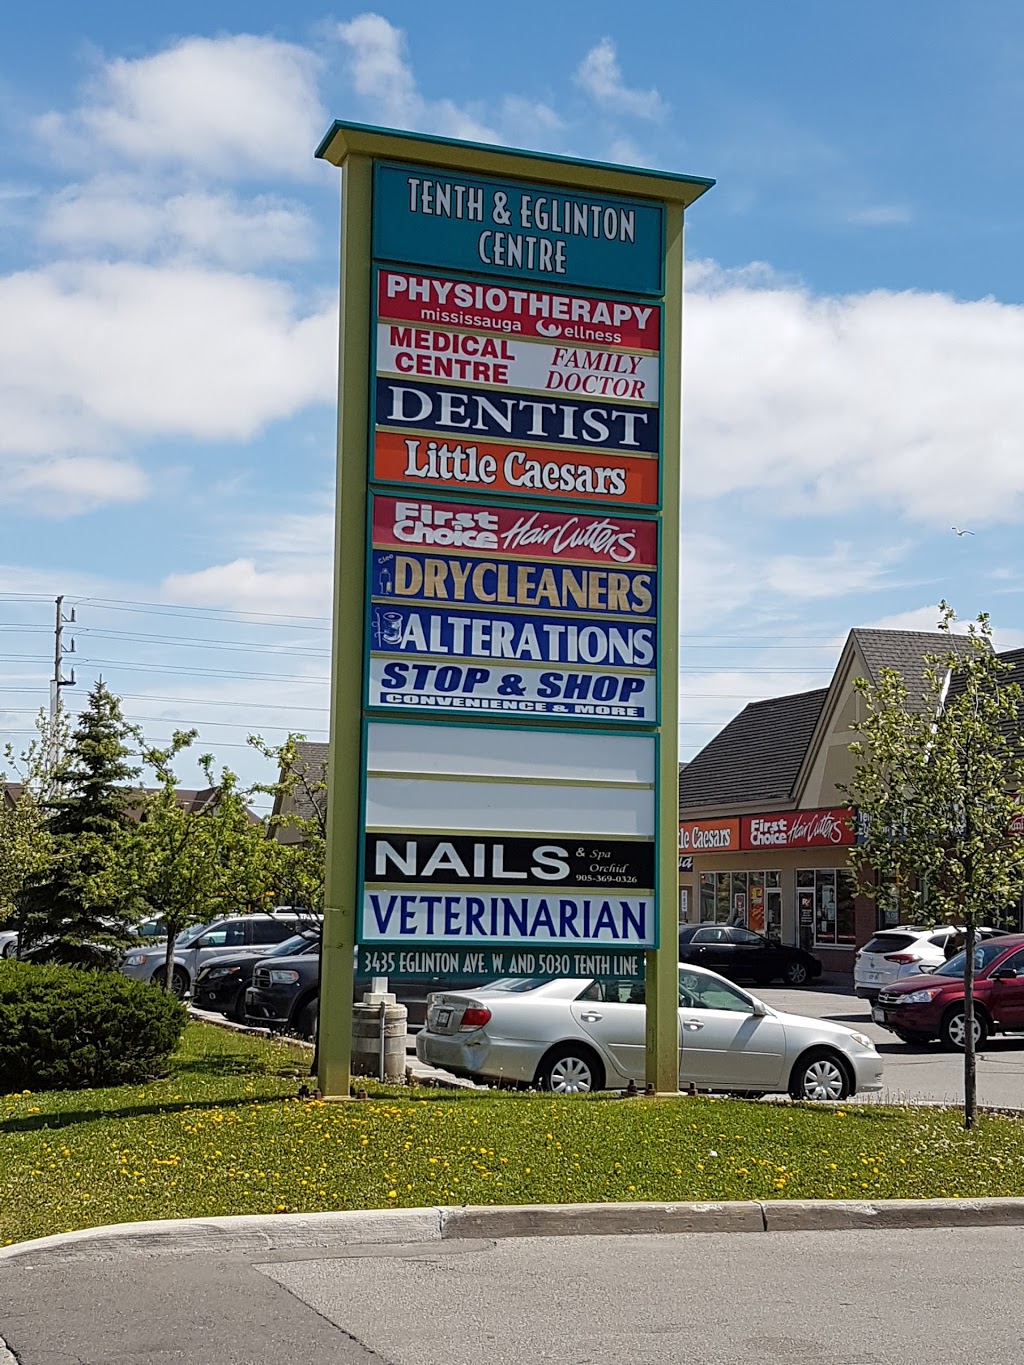 TENTH & EGLINTON
CENTRE
PHYSIOTHERAPY
mississauga wellness
MEDICAL
CENTRE
FAMILY
DOCTOR
DENTIST
Little Caesars
First
Choice
HairCutters
Cleo
DRYCLEANERS
ALTERATIONS
STOP & SHOP
CONVENIENCE & MORE
NAILS
& Spa
Orchid
905-369-0326
VETERINARIAN
3435 EGLINTON AVE. W. AND 5030 TENTH LINE
Caesars
First
Choice
HairCutters